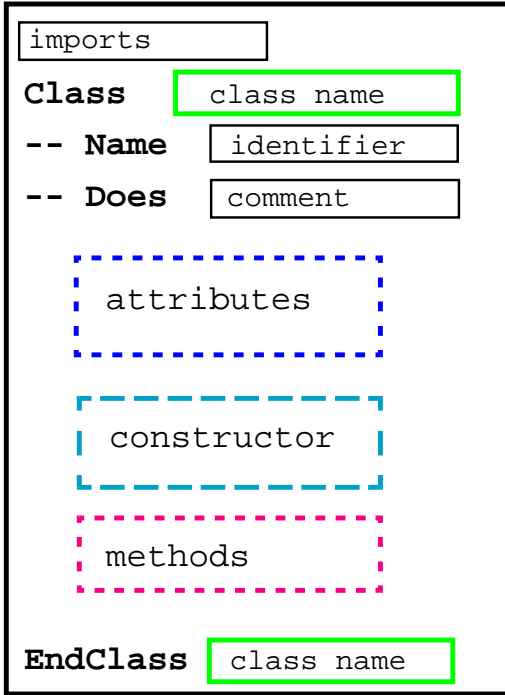 imports
Class class name
-- Name identifier
-- Does comment
attributes
constructor
methods
EndClass class name